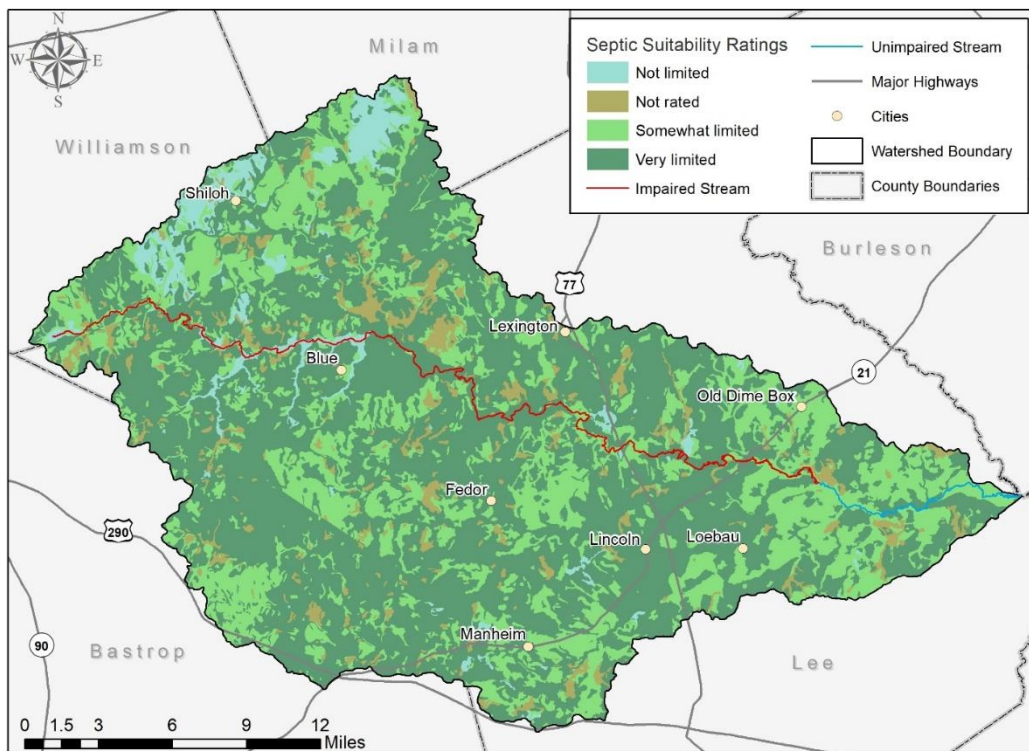 N
W E
S
Milam
Williamson
Burleson
Bastrop
Lee
Septic Suitability Ratings
Not limited
Not rated
Somewhat limited
Very limited
Impaired Stream
Unimpaired Stream
Major Highways
Cities
Watershed Boundary
County Boundaries
Shiloh
77
Lexington
Blue
21
Old Dime Box
Fedor
290
Lincoln
Loebau
90
Manheim
0 1.5 3 6 9 12
Miles